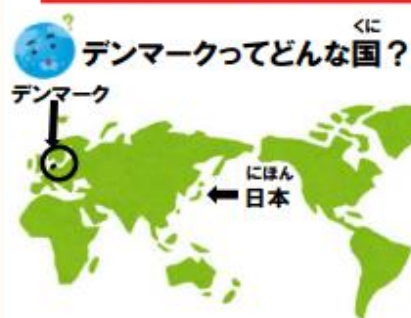 くに
デンマークってどんな国？
デンマーク
にほん
日本